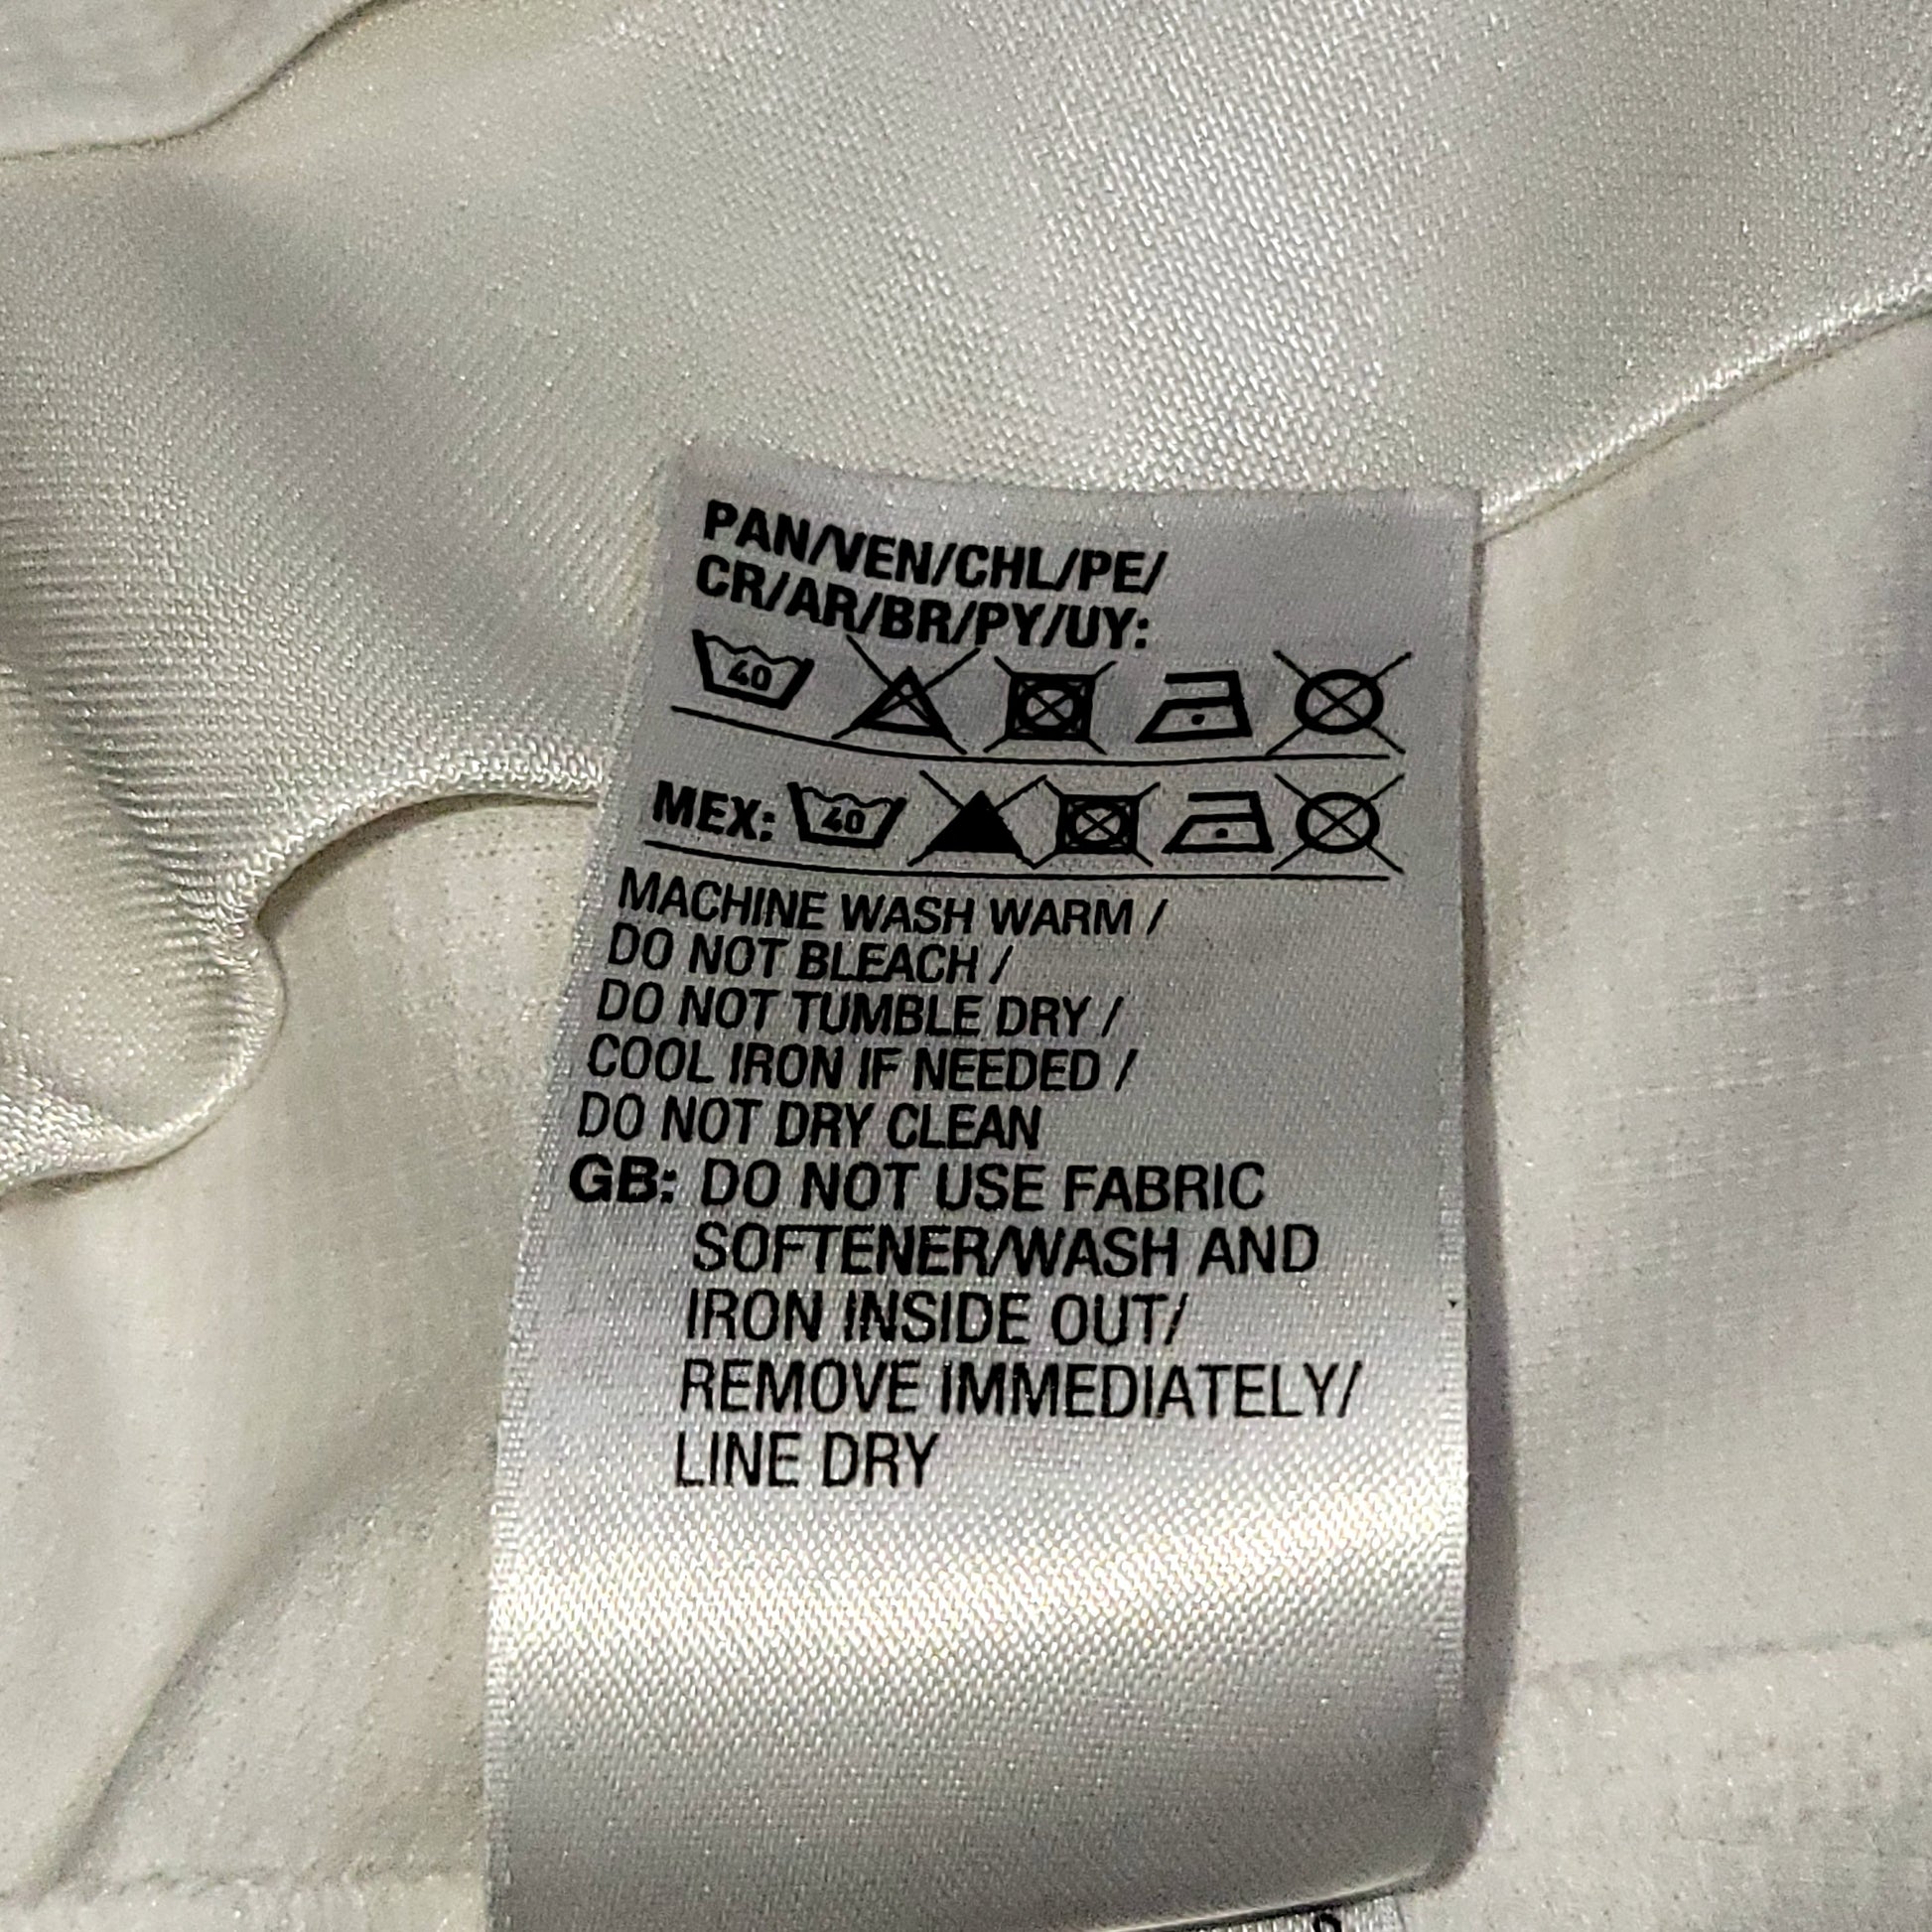 PAN/VEN/CHL/PE/
CR/AR/BR/PY/UY:
40
MEX: 40
MACHINE WASH WARM /
DO NOT BLEACH /
DO NOT TUMBLE DRY /
COOL IRON IF NEEDED /
DO NOT DRY CLEAN
GB: DO NOT USE FABRIC
SOFTENER/WASH AND
IRON INSIDE OUT/
REMOVE IMMEDIATELY/
LINE DRY